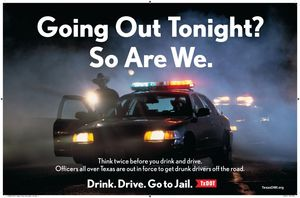 Going Out Tonight?
So Are We.
Think twice before you drink and drive.
Officers all over Texas are out in force to get drunk drivers off the road.
Drink. Drive. Go to Jail. TxDOT
TexasDWI.org